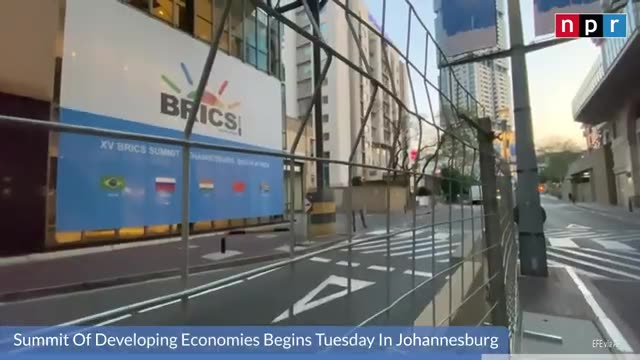 npr
BRICS
XV BRICS SUMMIT
Summit Of Developing Economies Begins Tuesday In Johannesburg